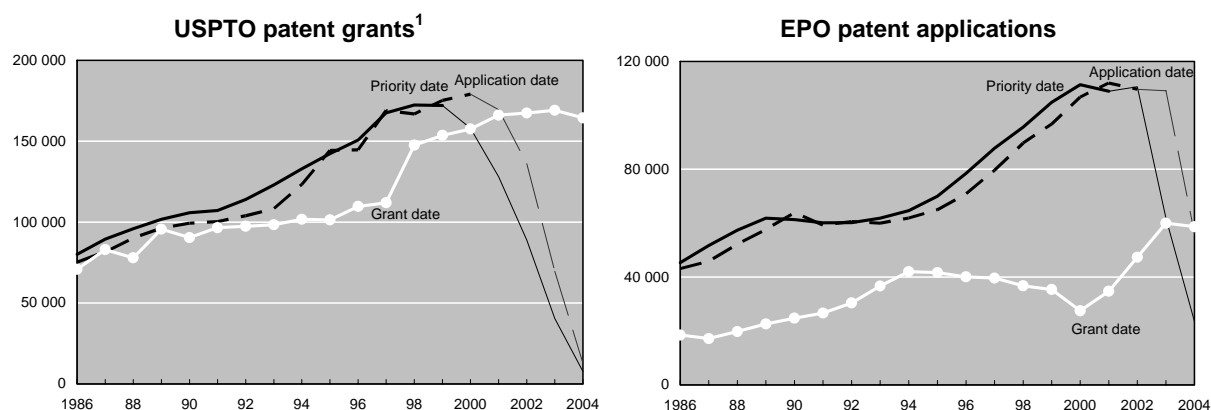 USPTO patent grants1
200 000
150 000
100 000
50 000
0
Priority date
Application date
Grant date
1986 88 90 92 94 96 98 2000 2002 2004
EPO patent applications
120 000
80 000
40 000
0
Priority date
Application date
Grant date
1986 88 90 92 94 96 98 2000 2002 2004